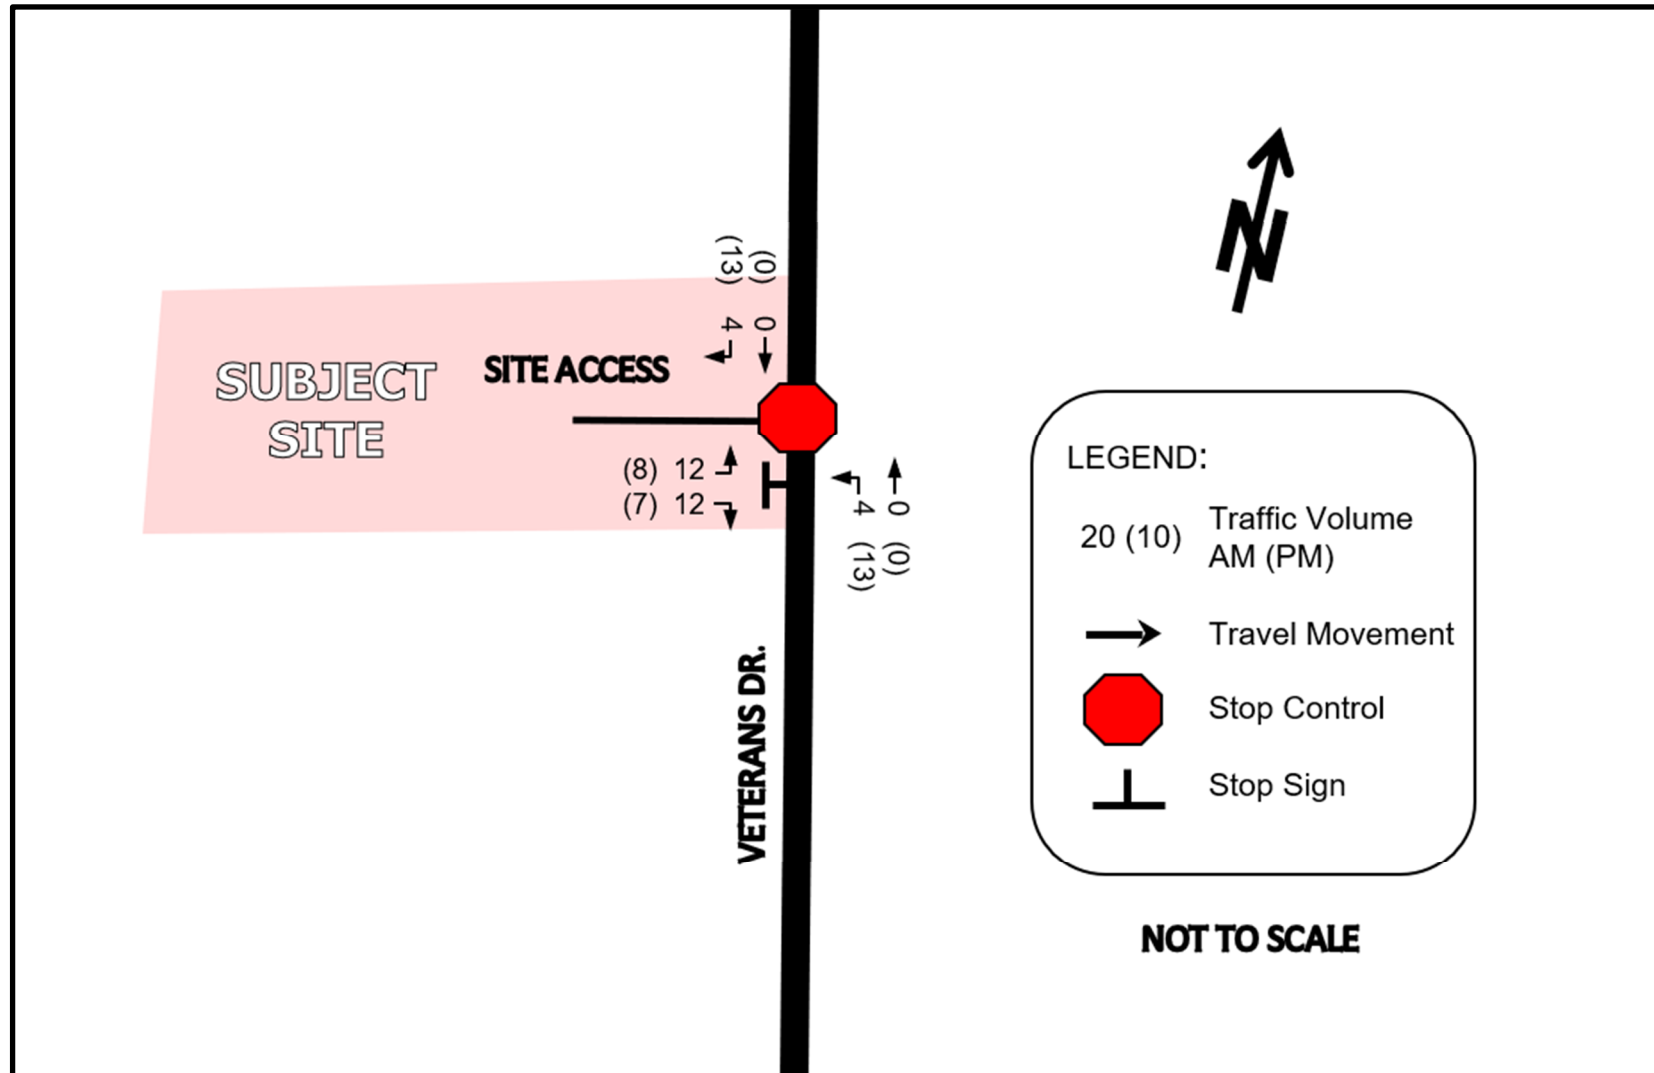 N
(13)
(0)
4
0
SITE ACCESS
SUBJECT
SITE
(8) 12
(7) 12
4 (13)
0 (0)
VETERANS DR.
LEGEND:
20 (10)
Traffic Volume
AM (PM)
Travel Movement
Stop Control
Stop Sign
NOT TO SCALE